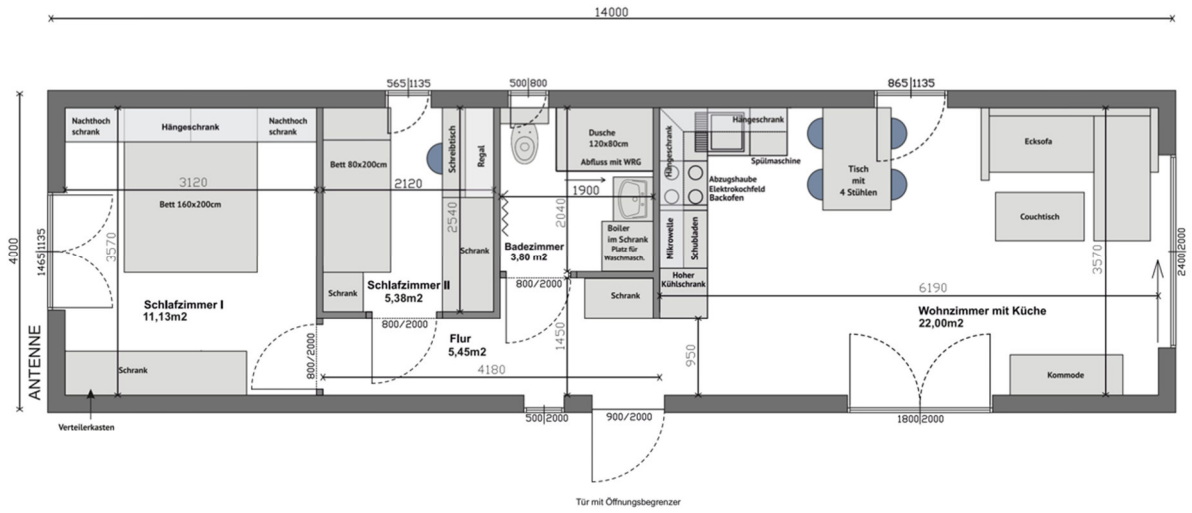 14000
565|1135
500|800
865|1135
Nachthoch
schrank
Hängeschrank
Nachthoch
schrank
3120
Bett 160x200cm
3570
4000
1465|1135
ANTENNE
Schlafzimmer I
11,13m2
Schrank
Verteilerkasten
Bett 80x200cm
Schreibtisch
Regal
2120
2540
Schrank
Schrank
Schlafzimmer II
5,38m2
800/2000
800/2000
Flur
5,45m2
4180
Dusche
120x80cm
Abfluss mit WRG
1900
2040
Badezimmer
3,80 m2
Boiler
im Schrank
Platz für
Waschmasch.
800/2000
Schrank
1450
500|2000
900/2000
Tür mit Öffnungsbegrenzer
Hängeschrank
Hängeschrank
Spülmaschine
Abzugshaube
Elektrokochfeld
Backofen
Mikrowelle
Schubladen
Hoher
Kühlschrank
950
Tisch
mit
4 Stühlen
Ecksofa
Couchtisch
3570
2400|2000
6190
Wohnzimmer mit Küche
22,00m2
Kommode
1800|2000